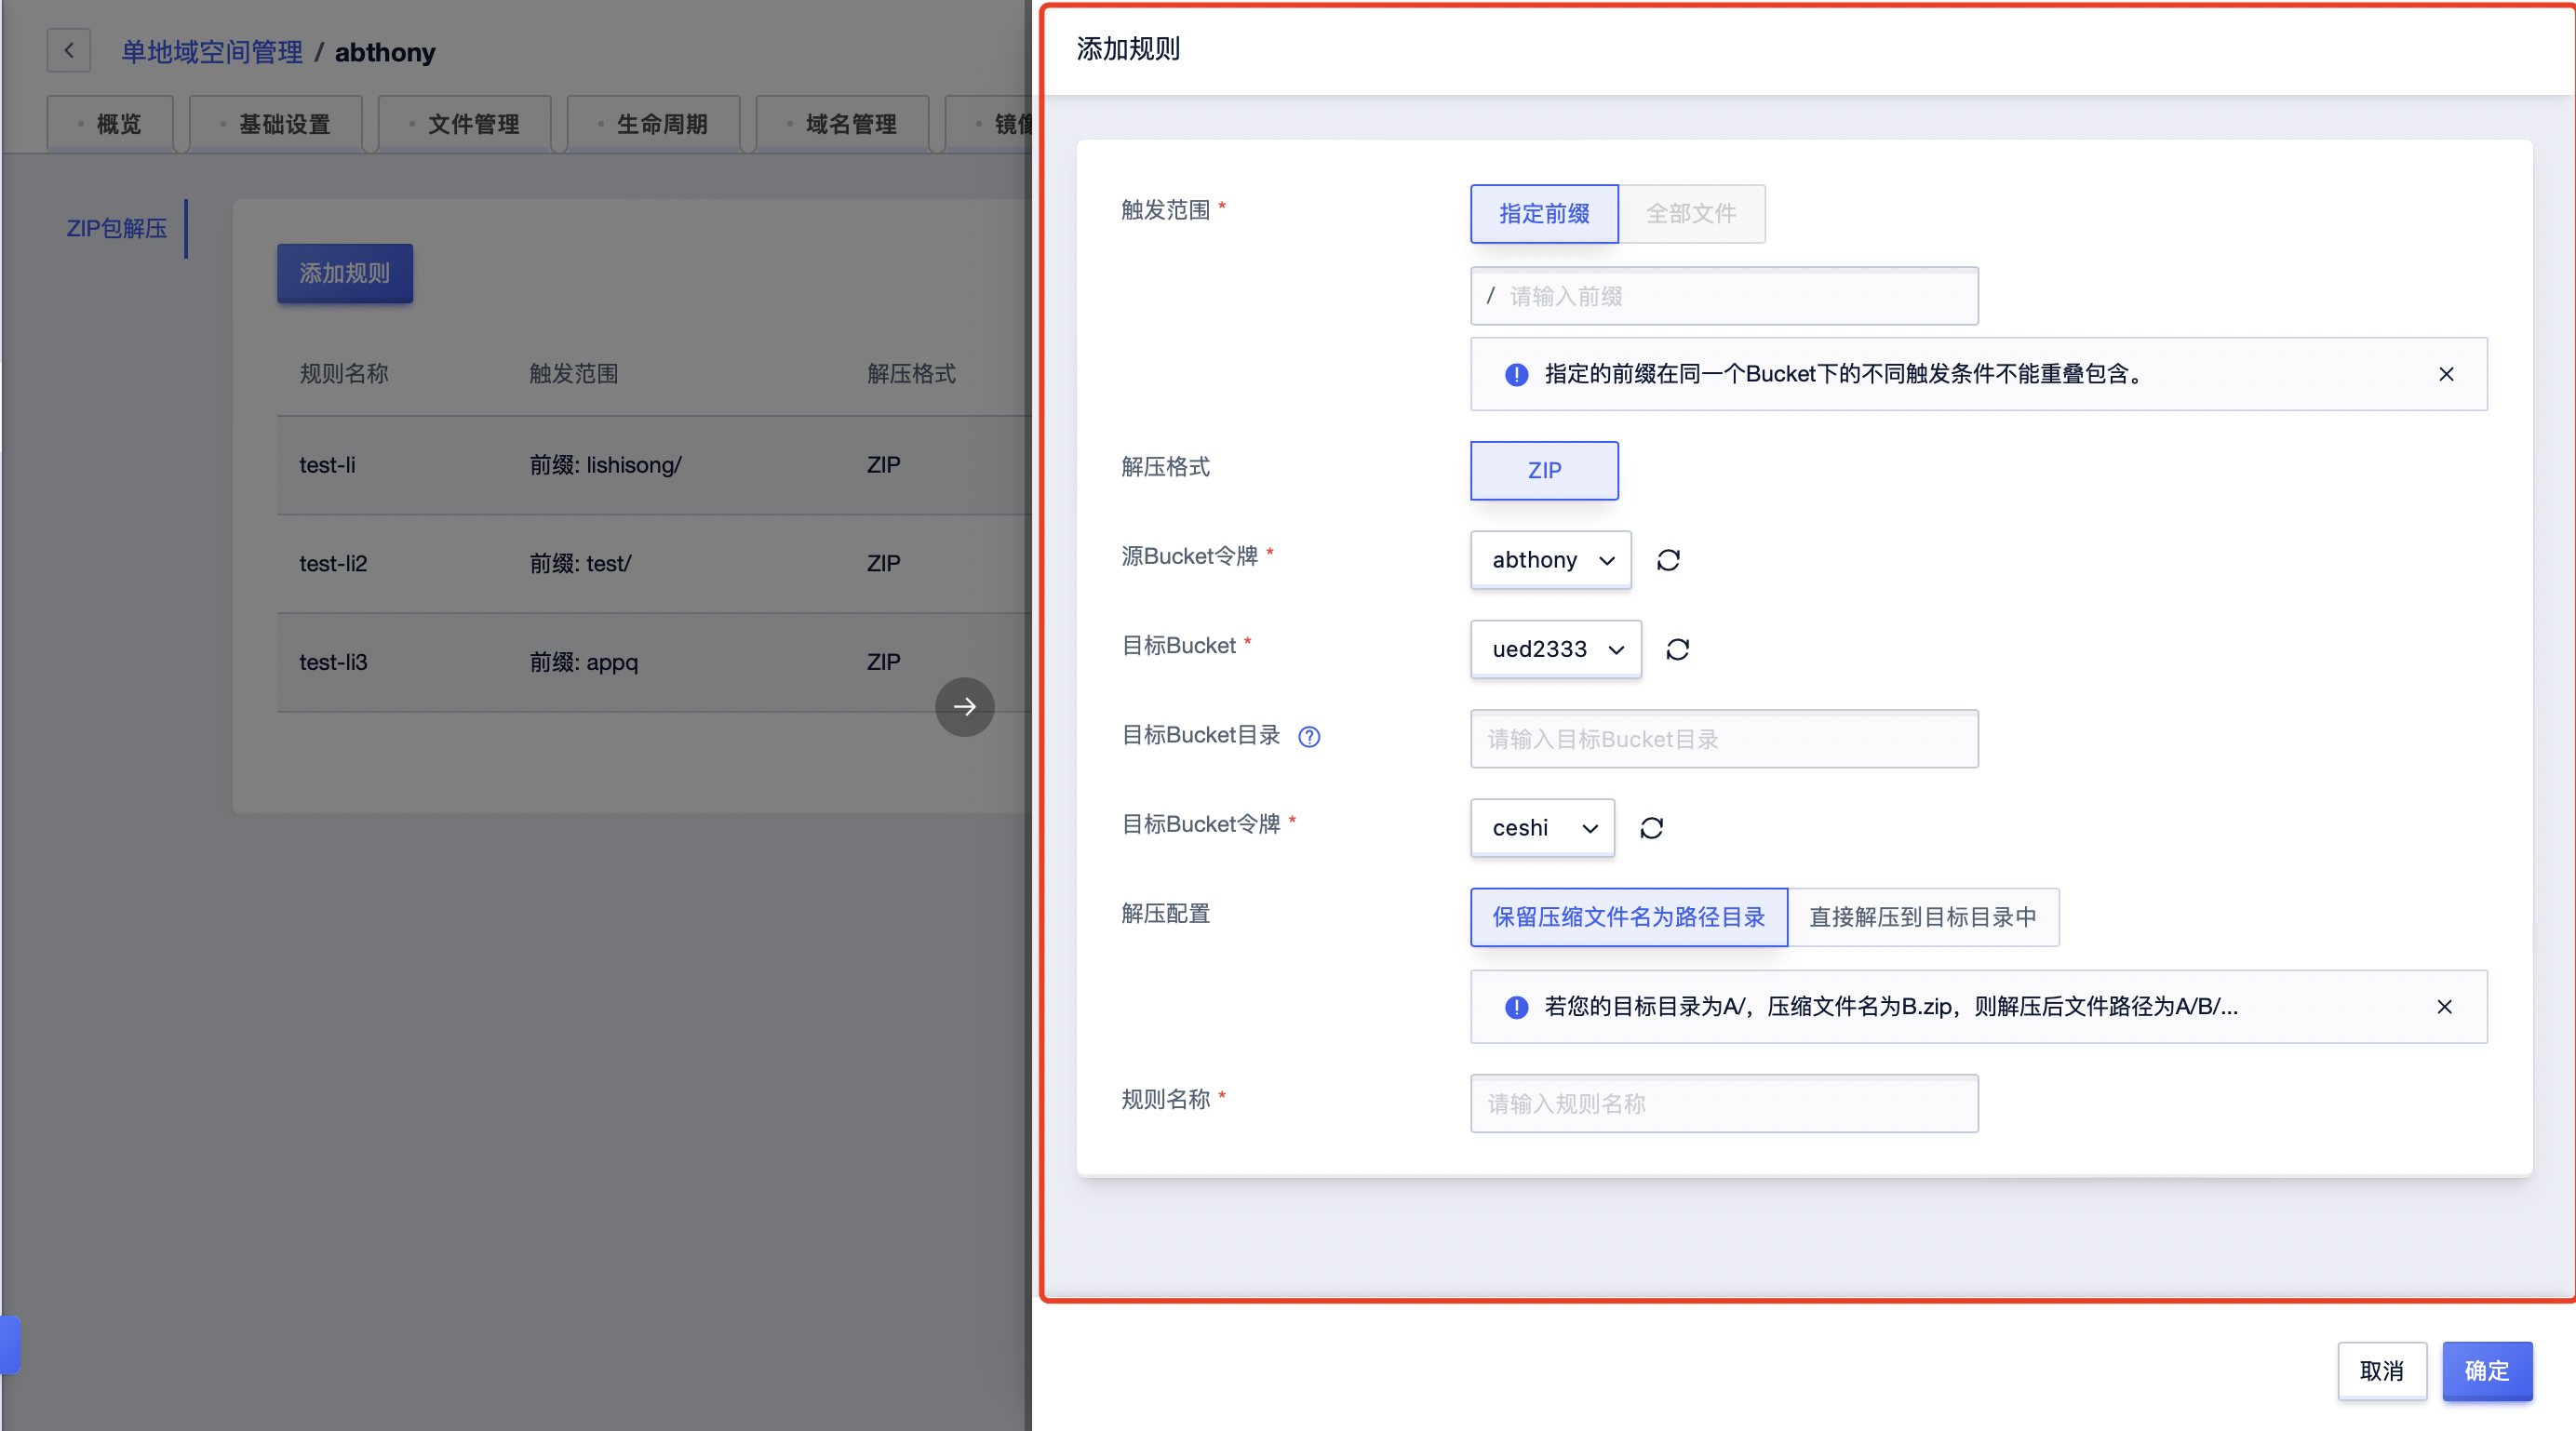 单地域空间管理 / abthony
概览
基础设置
文件管理
生命周期
域名管理
镜像
ZIP包解压
添加规则
规则名称 触发范围 解压格式
test-li 前缀: lishisong/ ZIP
test-li2 前缀: test/ ZIP
test-li3 前缀: appq ZIP
添加规则
触发范围 *
指定前缀 全部文件
/ 请输入前缀
指定的前缀在同一个Bucket下的不同触发条件不能重叠包含。
解压格式 ZIP
源Bucket令牌 * abthony
目标Bucket * ued2333
目标Bucket目录 请输入目标Bucket目录
目标Bucket令牌 * ceshi
解压配置 保留压缩文件名为路径目录 直接解压到目标目录中
若您的目标目录为A/，压缩文件名为B.zip，则解压后文件路径为A/B/...
规则名称 * 请输入规则名称
取消 确定